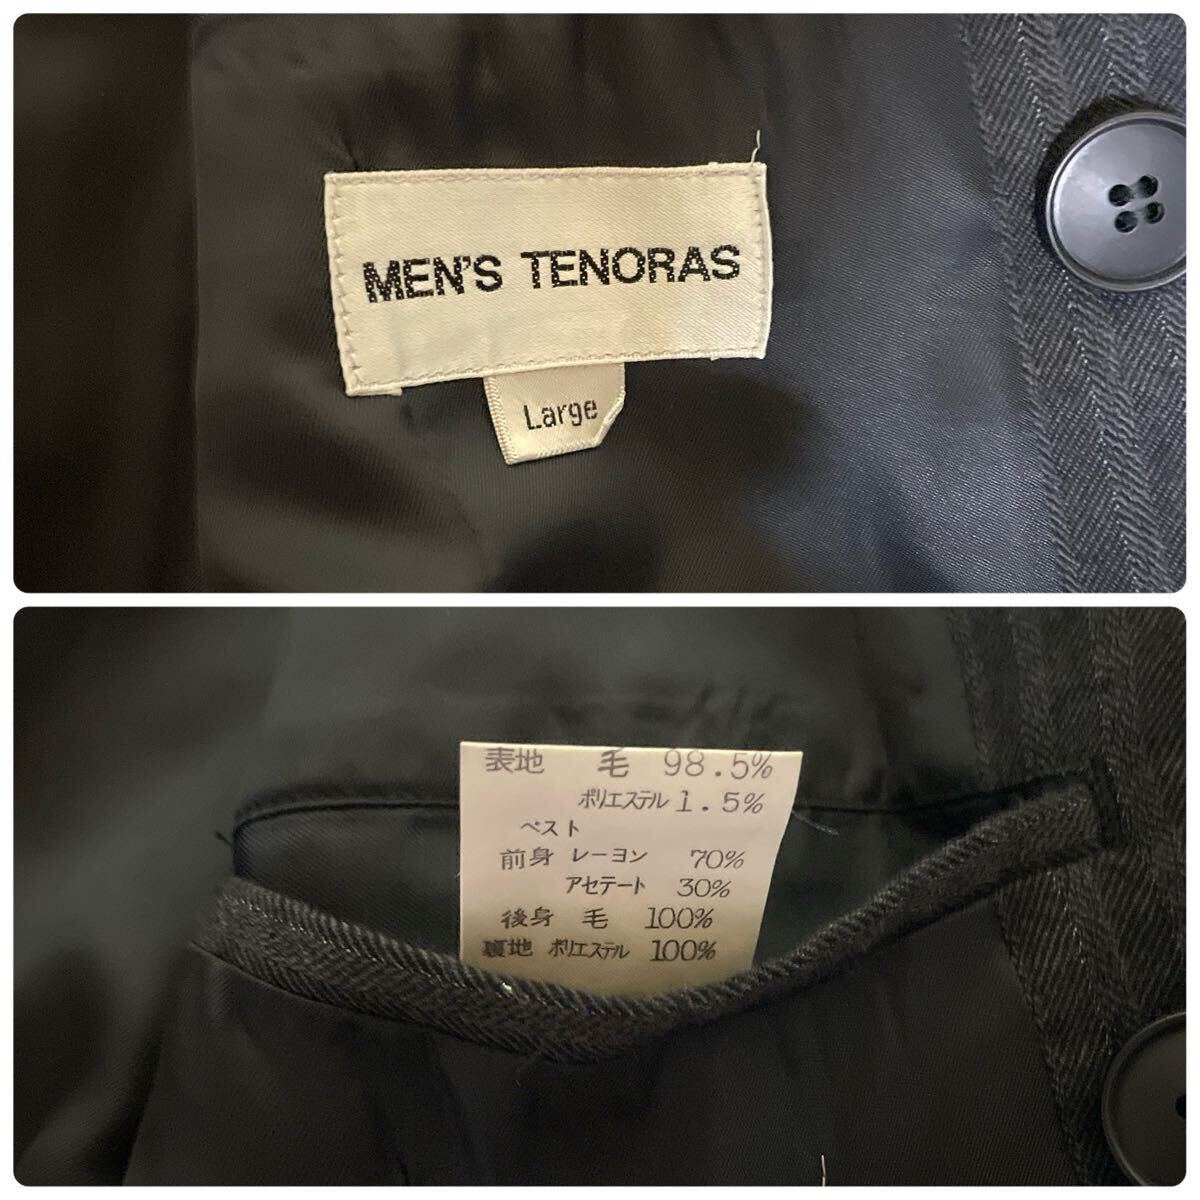 MEN'S TENORAS
Large
表地 毛 98.5%
ポリエステル 1.5%
ベスト
前身 レーヨン 70%
アセテート 30%
後身 毛 100%
裏地 ポリエステル 100%